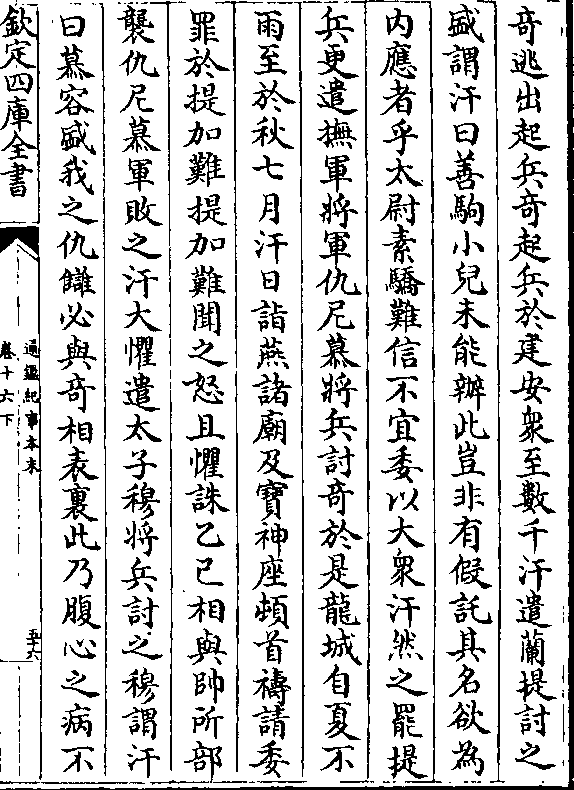 奇逃出起兵奇起兵於建安衆至數千汗遣蘭提討之
盛謂汗曰善駒小兒未能辦此豈非有假託其名欲為
内應者乎太尉素驕難信不宜委以大衆汗然之罷提
兵更遣撫軍將軍仇尼慕將兵討奇於是龍城自夏不
雨至於秋七月汗日詣燕諸廟及寶神座頓首禱請委
罪於提加難提加難聞之怒且懼誅乙已相與帥所部
襲仇尼慕軍敗之汗大懼遣太子穆將兵討之穆謂汗
曰慕容盛我之仇讎必與奇相表裏此乃腹心之病不
欽定四庫全書
通鑑紀事本末
卷十六下
五十六